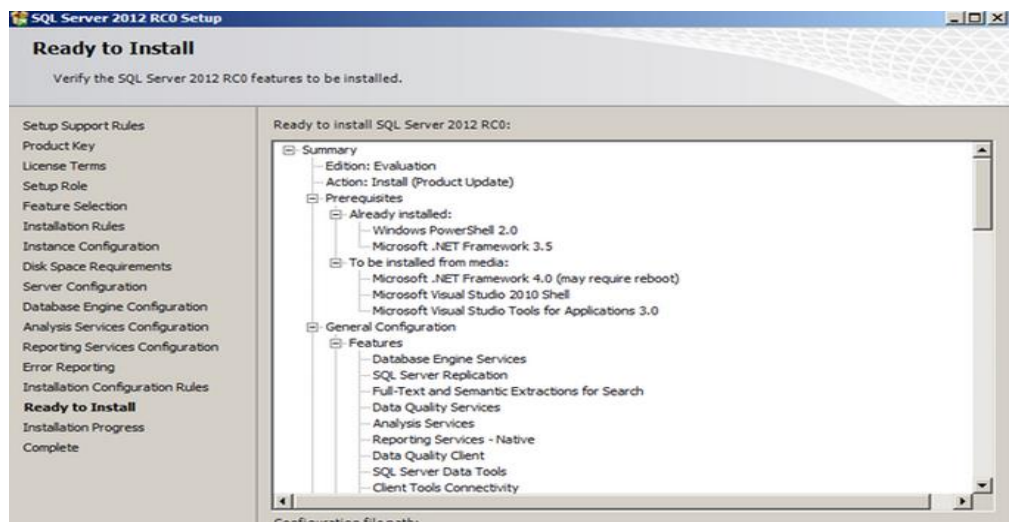 SQL Server 2012 RC0 Setup
Ready to Install
Verify the SQL Server 2012 RC0 features to be installed.
Setup Support Rules
Product Key
License Terms
Setup Role
Feature Selection
Installation Rules
Instance Configuration
Disk Space Requirements
Server Configuration
Database Engine Configuration
Analysis Services Configuration
Reporting Services Configuration
Error Reporting
Installation Configuration Rules
Ready to Install
Installation Progress
Complete
Ready to install SQL Server 2012 RC0:
Summary
Edition: Evaluation
Action: Install (Product Update)
Prerequisites
Already installed:
Windows PowerShell 2.0
Microsoft .NET Framework 3.5
To be installed from media:
Microsoft .NET Framework 4.0 (may require reboot)
Microsoft Visual Studio 2010 Shell
Microsoft Visual Studio Tools for Applications 3.0
General Configuration
Features
Database Engine Services
SQL Server Replication
Full-Text and Semantic Extractions for Search
Data Quality Services
Analysis Services
Reporting Services - Native
Data Quality Client
SQL Server Data Tools
Client Tools Connectivity
Configuration file path: